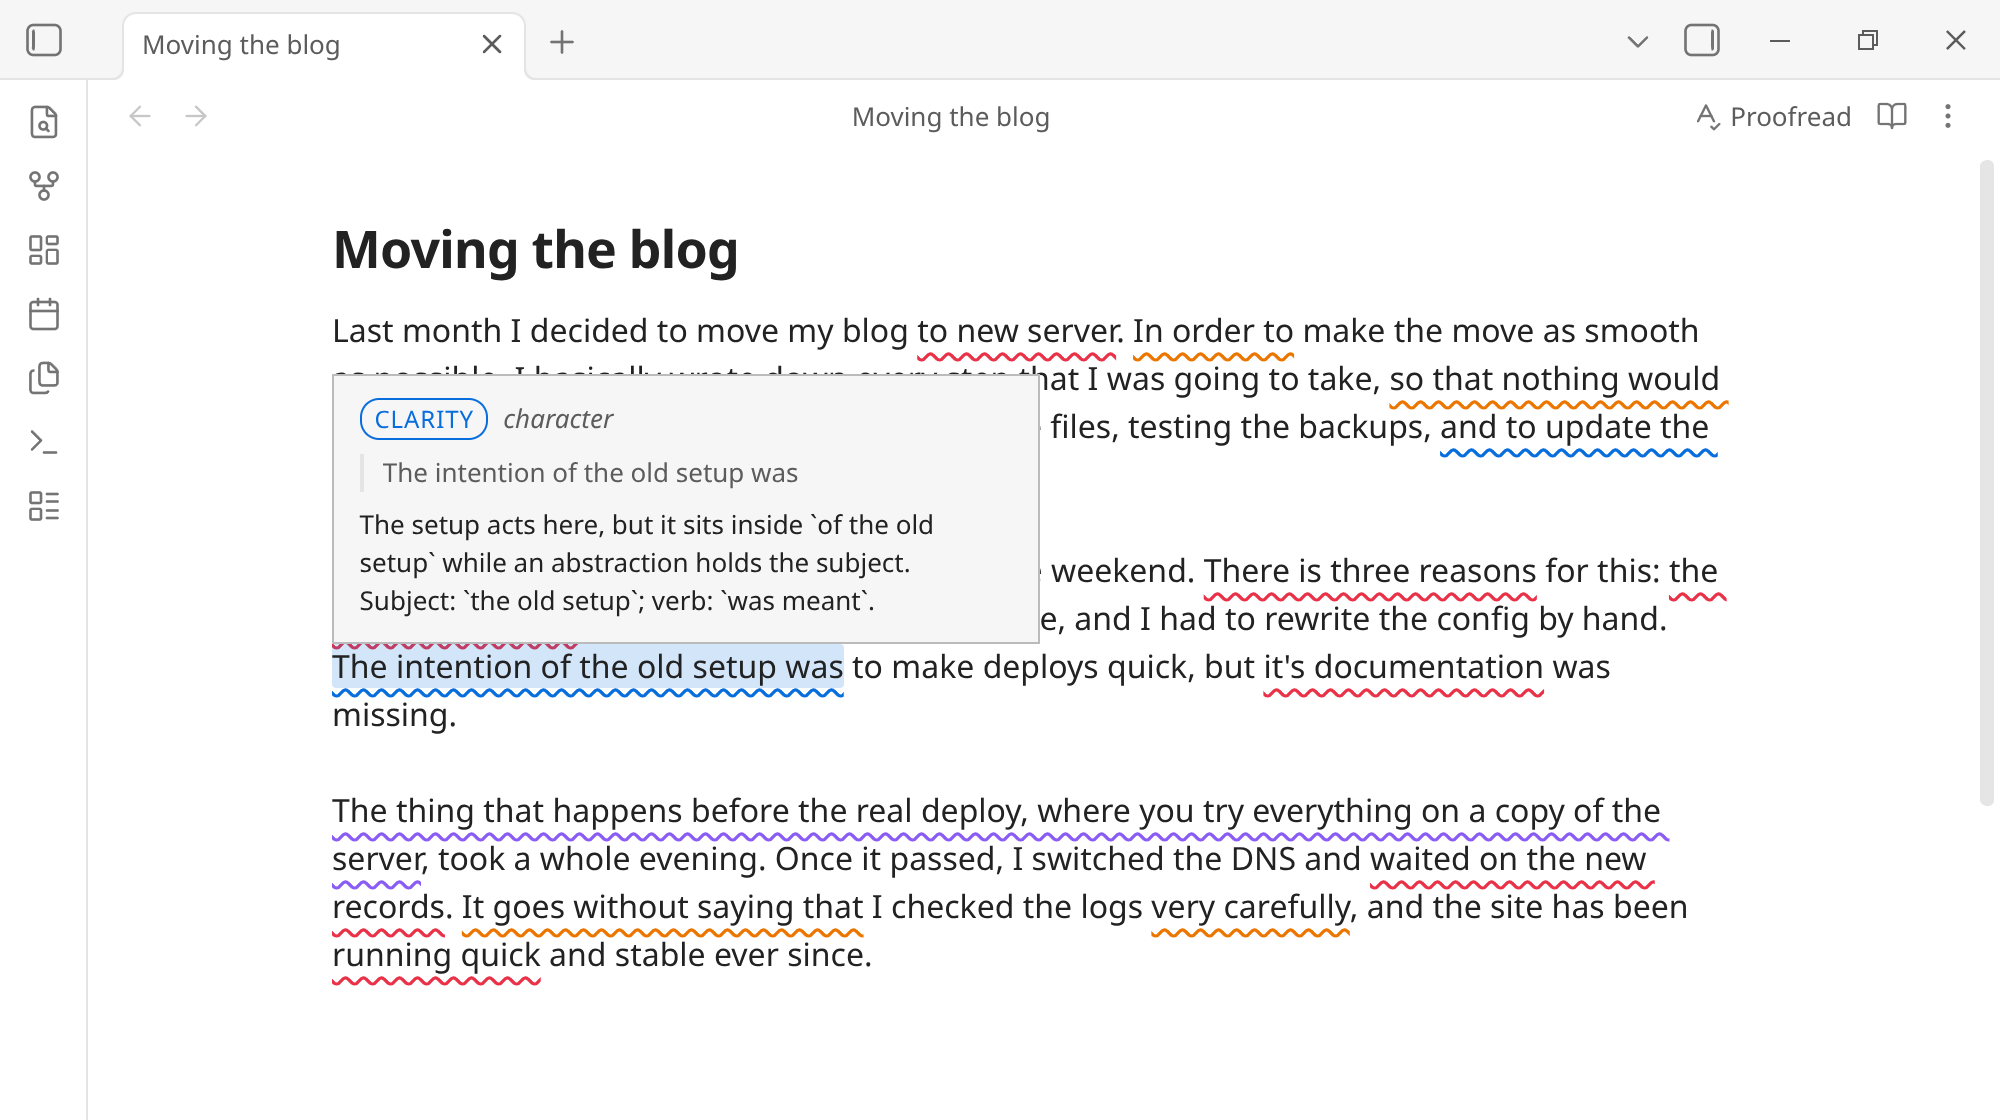 Moving the blog
Moving the blog
Proofread
Moving the blog
Last month I decided to move my blog to new server. In order to make the move as smooth
as possible, I basically wrote down every step that I was going to take, so that nothing would
files, testing the backups, and to update the
CLARITY character
The intention of the old setup was
The setup acts here, but it sits inside `of the old
setup` while an abstraction holds the subject.
Subject: `the old setup`; verb: `was meant`.
weekend. There is three reasons for this: the
and I had to rewrite the config by hand.
The intention of the old setup was to make deploys quick, but it's documentation was
missing.
The thing that happens before the real deploy, where you try everything on a copy of the
server, took a whole evening. Once it passed, I switched the DNS and waited on the new
records. It goes without saying that I checked the logs very carefully, and the site has been
running quick and stable ever since.